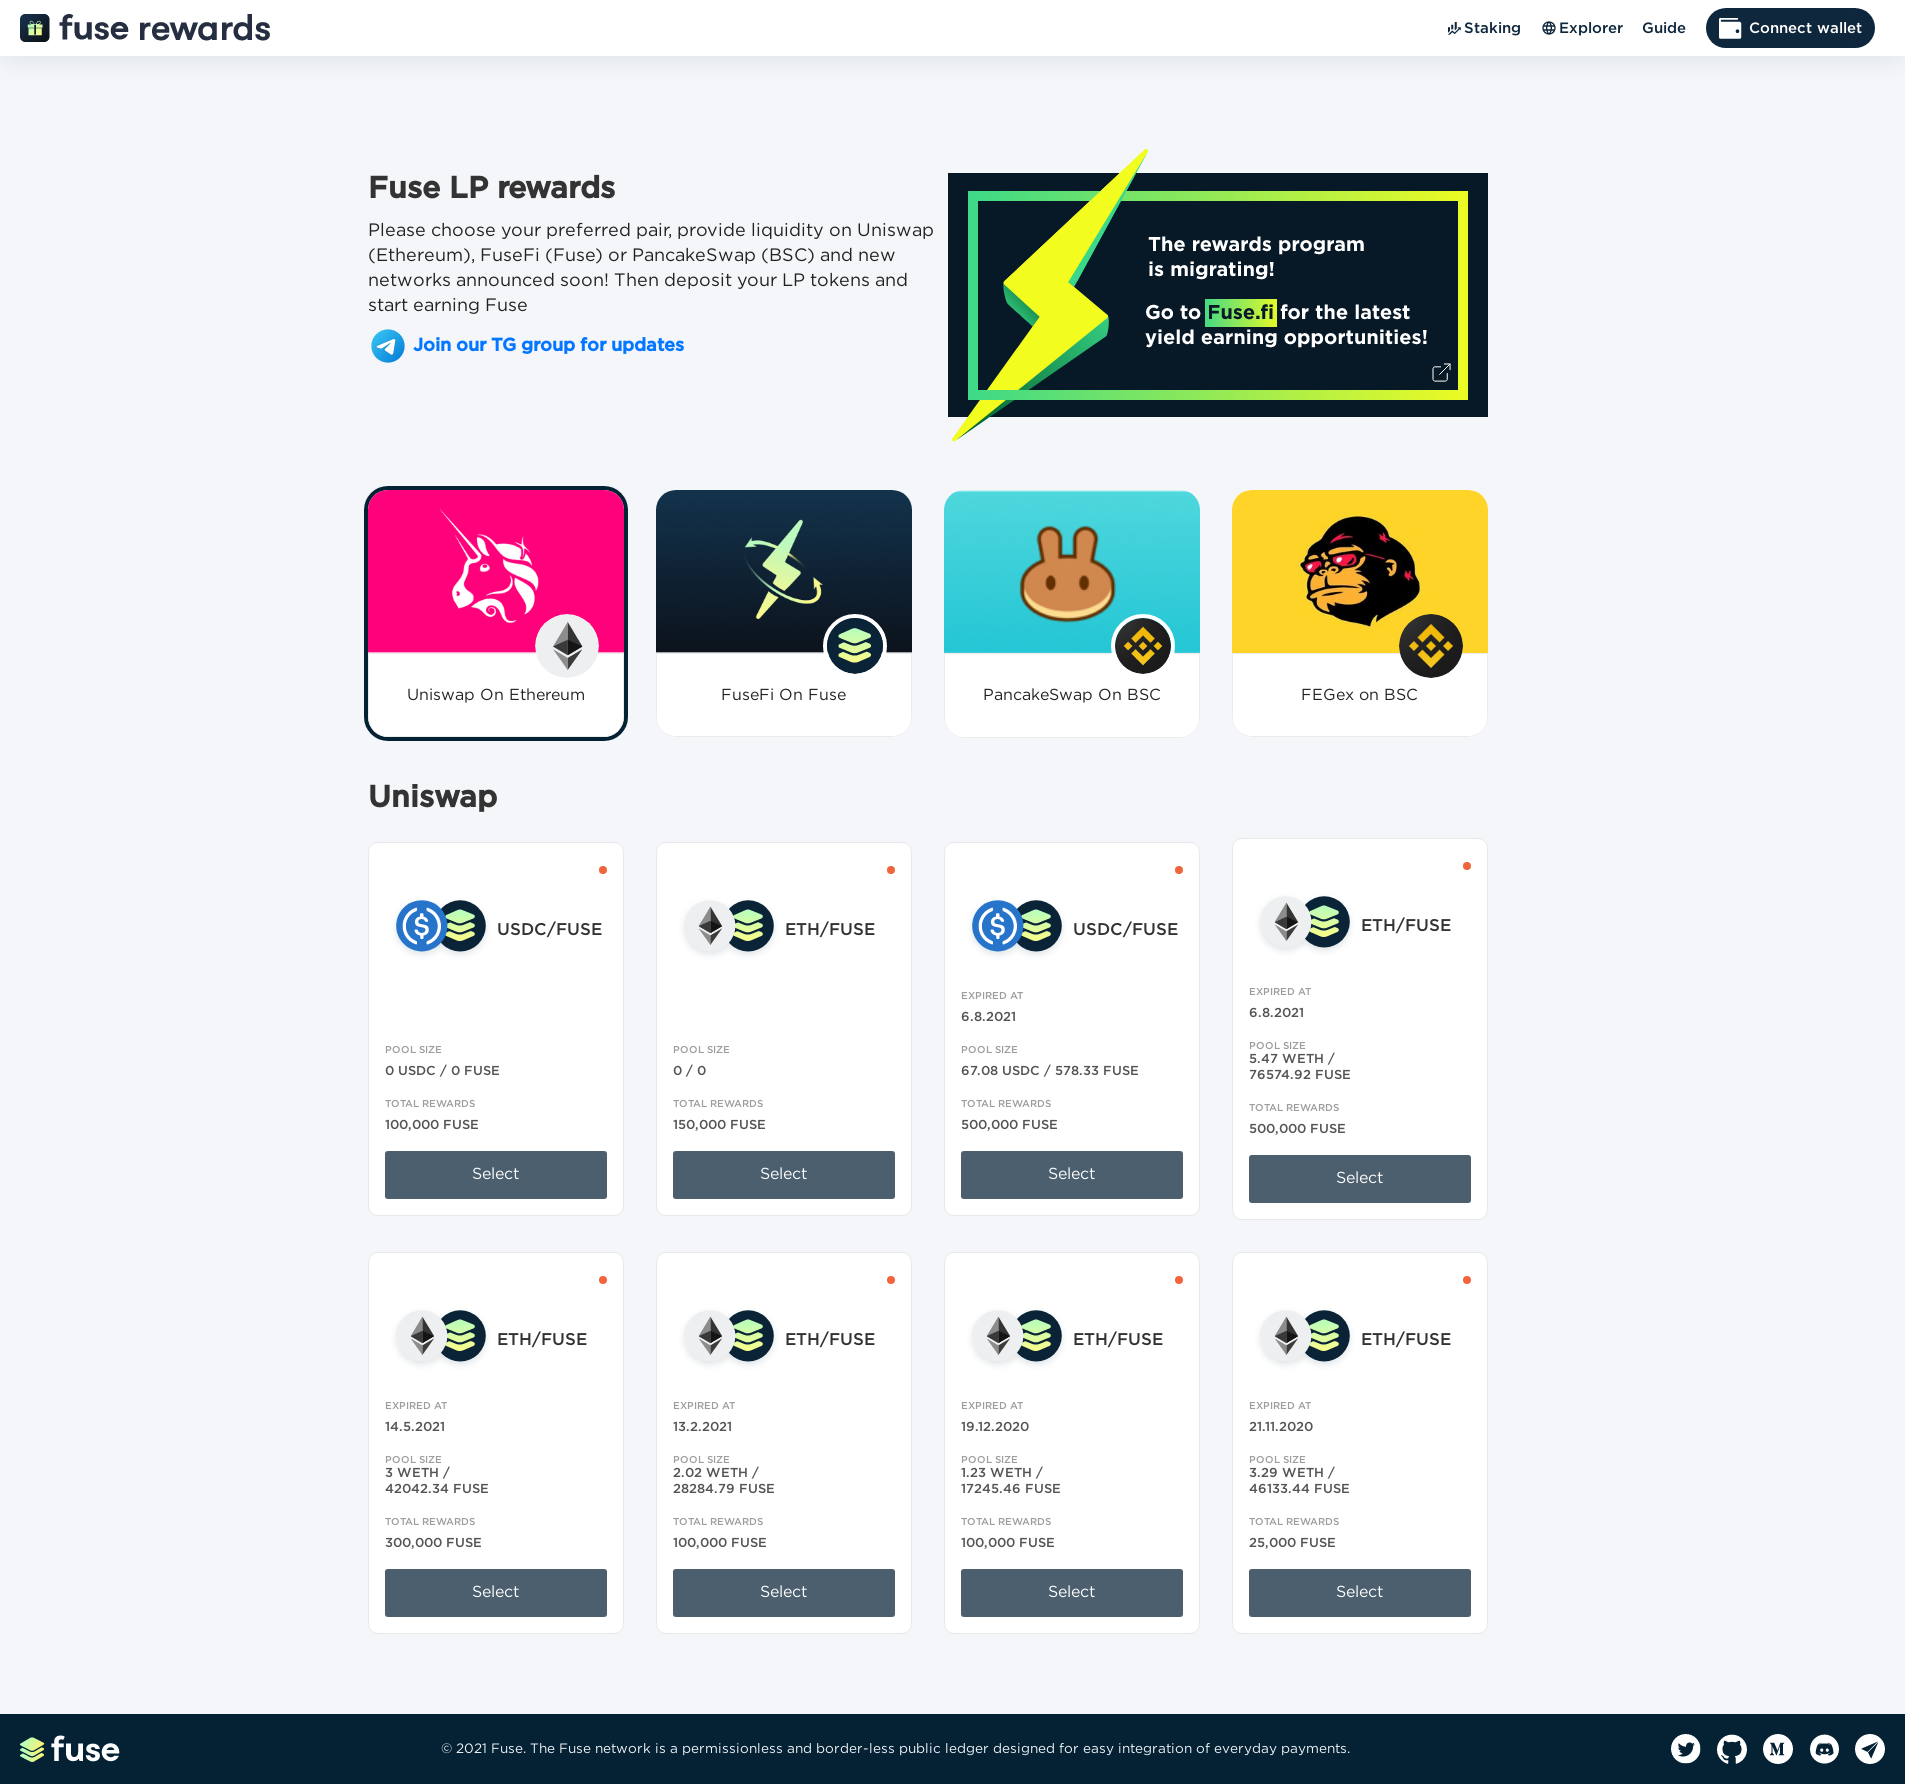 fuse rewards
Staking
Explorer
Guide
Connect wallet
Fuse LP rewards
Please choose your preferred pair, provide liquidity on Uniswap
(Ethereum), FuseFi (Fuse) or PancakeSwap (BSC) and new
networks announced soon! Then deposit your LP tokens and
start earning Fuse
Join our TG group for updates
The rewards program
is migrating!
Go to Fuse.fi for the latest
yield earning opportunities!
Uniswap On Ethereum
FuseFi On Fuse
PancakeSwap On BSC
FEGex on BSC
Uniswap
USDC/FUSE
POOL SIZE
0 USDC / 0 FUSE
TOTAL REWARDS
100,000 FUSE
Select
ETH/FUSE
POOL SIZE
0 / 0
TOTAL REWARDS
150,000 FUSE
Select
USDC/FUSE
EXPIRED AT
6.8.2021
POOL SIZE
67.08 USDC / 578.33 FUSE
TOTAL REWARDS
500,000 FUSE
Select
ETH/FUSE
EXPIRED AT
6.8.2021
POOL SIZE
5.47 WETH /
76574.92 FUSE
TOTAL REWARDS
500,000 FUSE
Select
ETH/FUSE
EXPIRED AT
14.5.2021
POOL SIZE
3 WETH /
42042.34 FUSE
TOTAL REWARDS
300,000 FUSE
Select
ETH/FUSE
EXPIRED AT
13.2.2021
POOL SIZE
2.02 WETH /
28284.79 FUSE
TOTAL REWARDS
100,000 FUSE
Select
ETH/FUSE
EXPIRED AT
19.12.2020
POOL SIZE
1.23 WETH /
17245.46 FUSE
TOTAL REWARDS
100,000 FUSE
Select
ETH/FUSE
EXPIRED AT
21.11.2020
POOL SIZE
3.29 WETH /
46133.44 FUSE
TOTAL REWARDS
25,000 FUSE
Select
fuse
© 2021 Fuse. The Fuse network is a permissionless and border-less public ledger designed for easy integration of everyday payments.